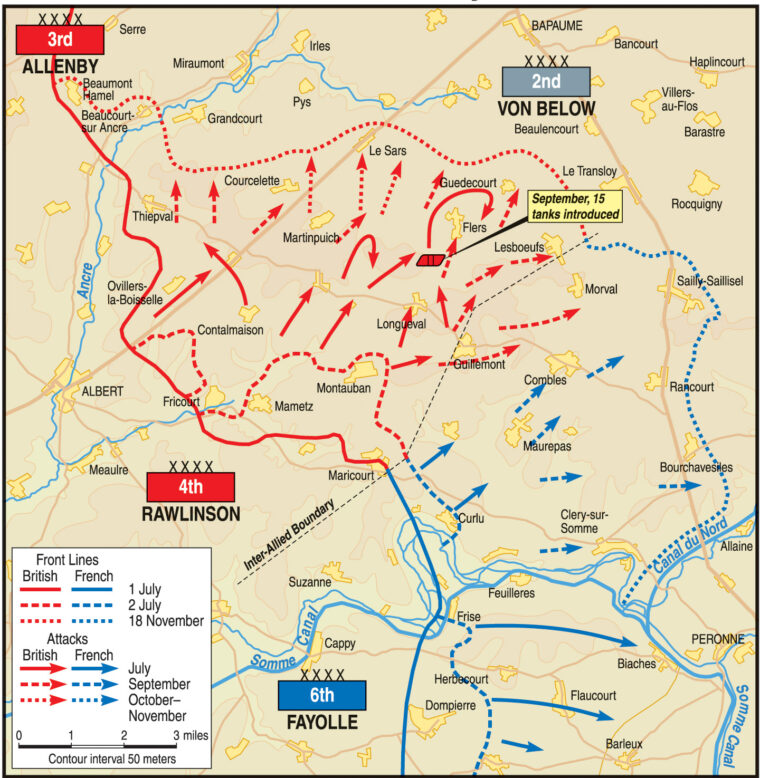 XXXX
3rd
ALLENBY
Serre
Irles
BAPAUME
Bancourt
Miraumont
Haplincourt
XXXX
2nd
VON BELOW
Beaumont
Hamel
Pys
Villers-
au-Flos
Beaucourt-
sur Ancre
Grandcourt
Beaulencourt
Barastre
Le Sars
Le Transloy
Courcelette
Guedecourt
September, 15
tanks introduced
Rocquigny
Thiepval
Martinpuich
Flers
Lesboeufs
Ancre
Ovillers-
la-Boisselle
Morval
Sailly-Saillisel
Contalmaison
Longueval
Guillemont
ALBERT
Montauban
Combles
Rancourt
Fricourt
Mametz
Maurepas
Meaulre
Maricourt
Bourchavesiles
XXXX
4th
RAWLINSON
Inter-Allied Boundary
Curlu
Clery-sur-
Somme
Canal du Nord
Allaine
Suzanne
Feuilleres
Frise
Somme Canal
Cappy
PERONNE
Biaches
XXXX
6th
FAYOLLE
Herbecourt
Dompierre
Flaucourt
Barleux
Somme Canal
Front Lines
British French
1 July
2 July
18 November
Attacks
British French
July
September
October–
November
0 1 2 3 miles
Contour interval 50 meters